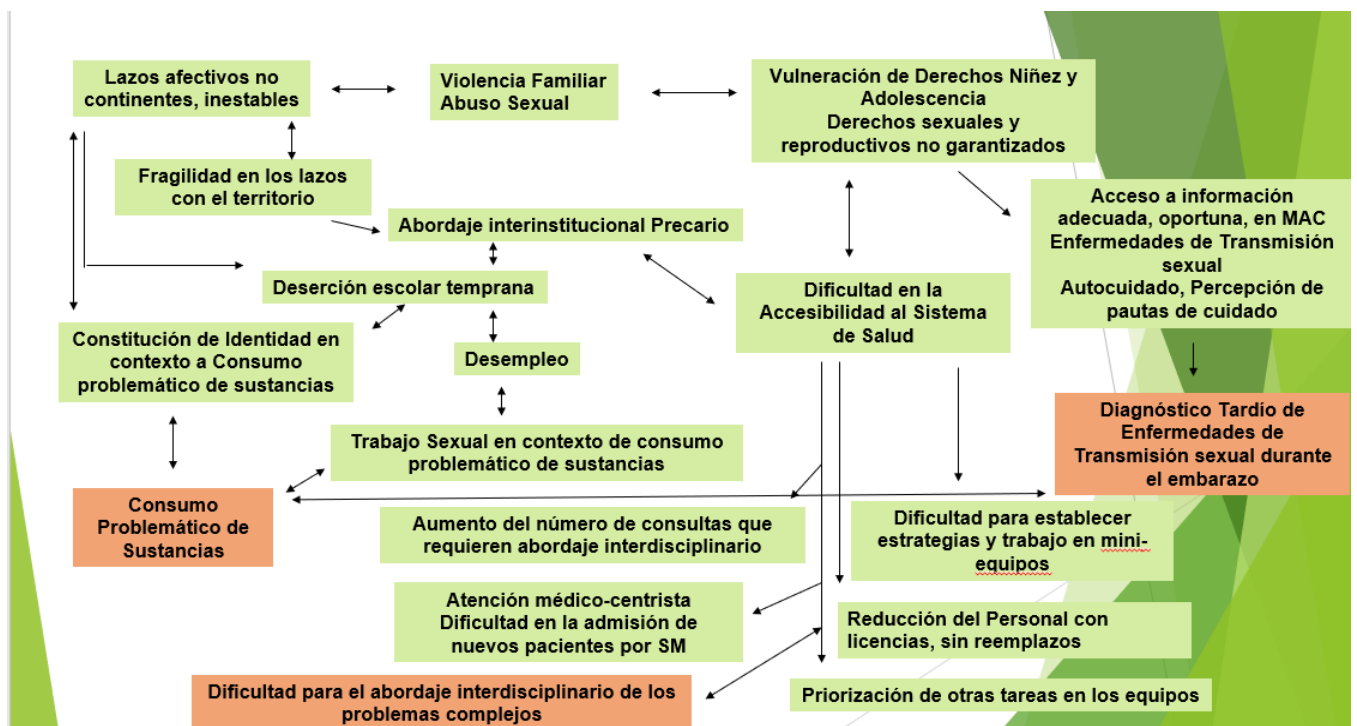 Lazos afectivos no
continentes, inestables
Violencia Familiar
Abuso Sexual
Vulneración de Derechos Niñez y
Adolescencia
Derechos sexuales y
reproductivos no garantizados
Fragilidad en los lazos
con el territorio
Acceso a información
adecuada, oportuna, en MAC
Enfermedades de Transmisión
sexual
Autocuidado, Percepción de
pautas de cuidado
Abordaje interinstitucional Precario
Deserción escolar temprana
Dificultad en la
Accesibilidad al Sistema
de Salud
Constitución de Identidad en
contexto a Consumo
problemático de sustancias
Desempleo
Diagnóstico Tardío de
Enfermedades de
Transmisión sexual durante
el embarazo
Trabajo Sexual en contexto de consumo
problemático de sustancias
Consumo
Problemático de
Sustancias
Aumento del número de consultas que
requieren abordaje interdisciplinario
Dificultad para establecer
estrategias y trabajo en mini-
equipos
Atención médico-centrista
Dificultad en la admisión de
nuevos pacientes por SM
Reducción del Personal con
licencias, sin reemplazos
Dificultad para el abordaje interdisciplinario de los
problemas complejos
Priorización de otras tareas en los equipos